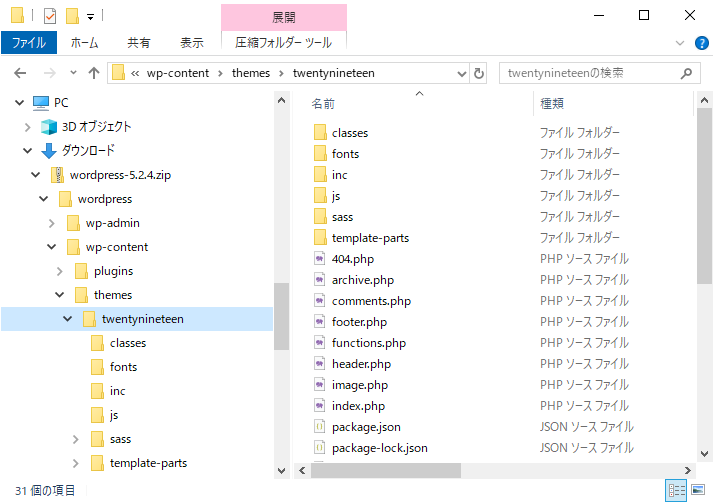 展開
ファイル ホーム 共有 表示 圧縮フォルダー ツール
« wp-content › themes › twentynineteen twentynineteenの検索
PC
3D オブジェクト
ダウンロード
wordpress-5.2.4.zip
wordpress
wp-admin
wp-content
plugins
themes
twentynineteen
classes
fonts
inc
js
sass
template-parts
名前 種類
classes ファイル フォルダー
fonts ファイル フォルダー
inc ファイル フォルダー
js ファイル フォルダー
sass ファイル フォルダー
template-parts ファイル フォルダー
404.php PHP ソース ファイル
archive.php PHP ソース ファイル
comments.php PHP ソース ファイル
footer.php PHP ソース ファイル
functions.php PHP ソース ファイル
header.php PHP ソース ファイル
image.php PHP ソース ファイル
index.php PHP ソース ファイル
package.json JSON ソース ファイル
package-lock.json JSON ソース ファイル
31 個の項目